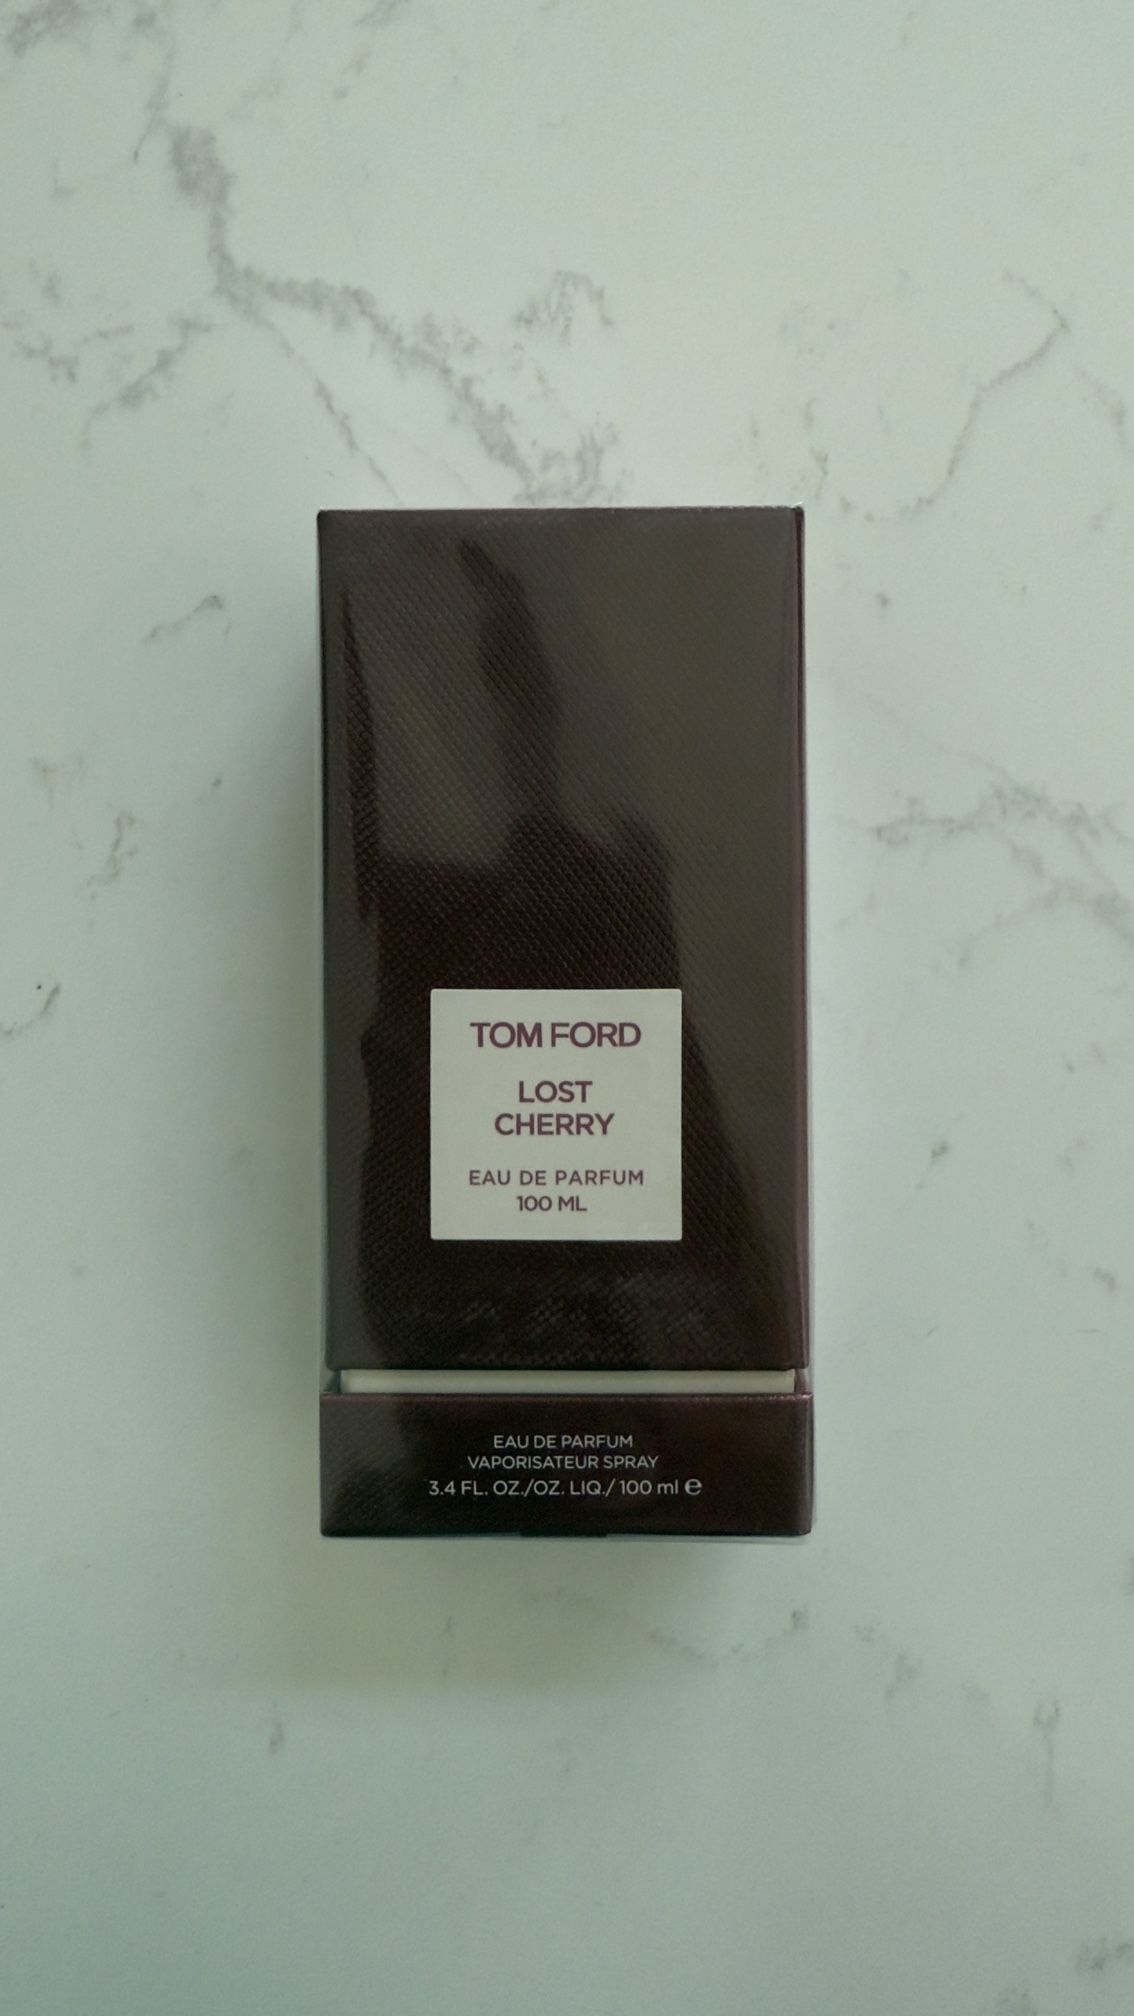 TOM FORD
LOST
CHERRY
EAU DE PARFUM
100 ML
EAU DE PARFUM
VAPORISATEUR SPRAY
3.4 FL. OZ./OZ. LIQ./ 100 ml ℮